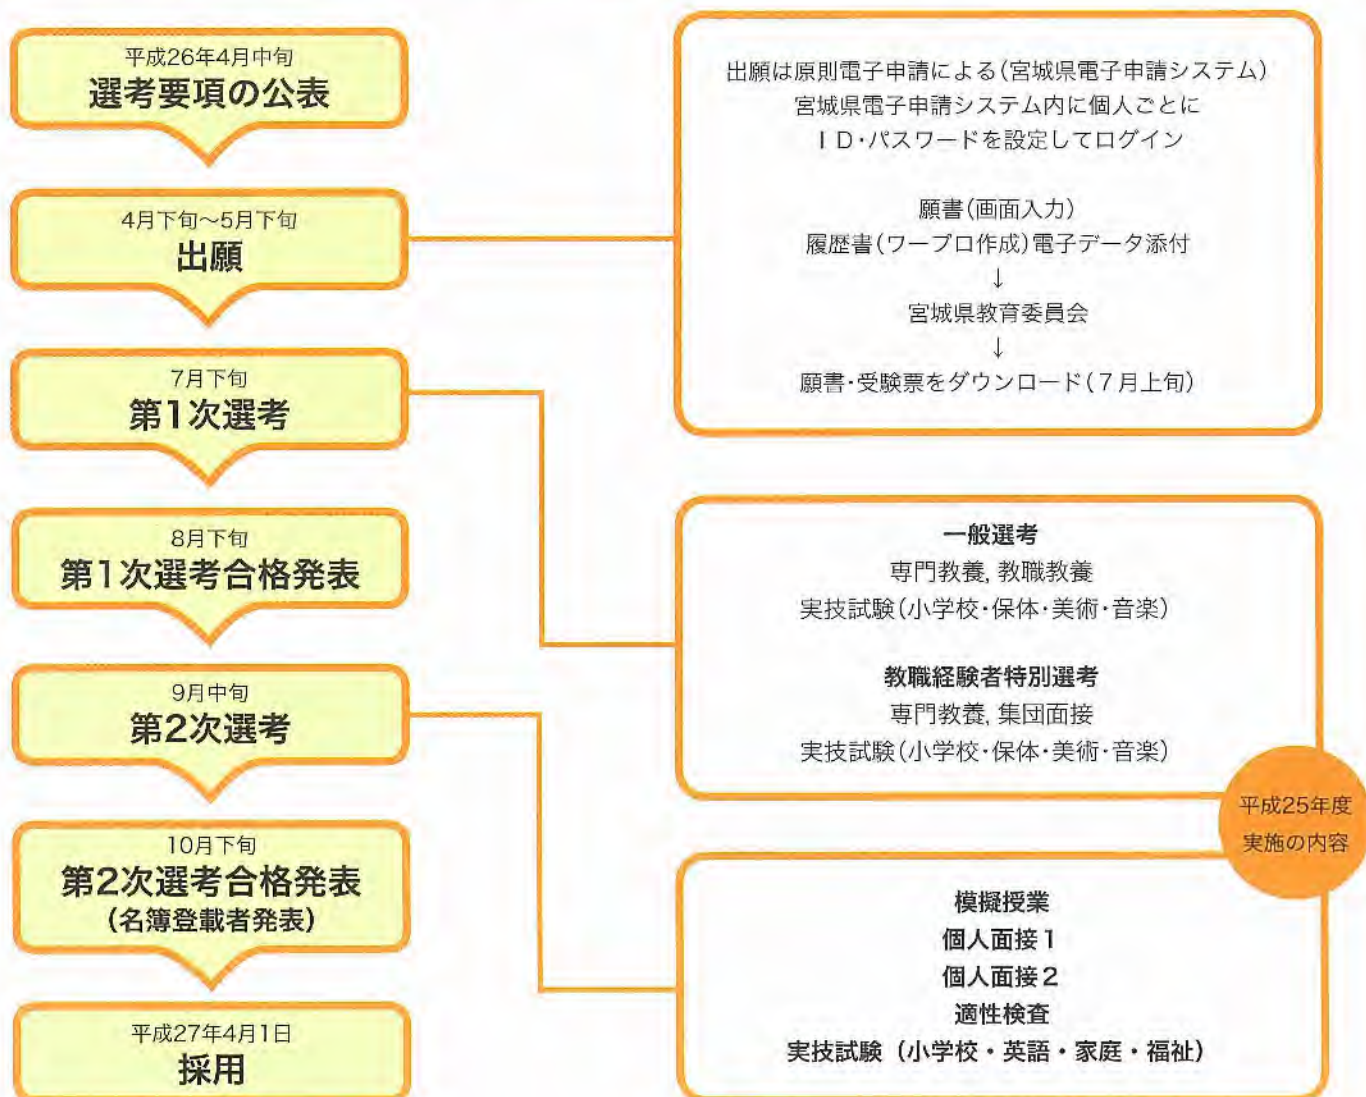 平成26年4月中旬
選考要項の公表
4月下旬～5月下旬
出願
7月下旬
第1次選考
8月下旬
第1次選考合格発表
9月中旬
第2次選考
10月下旬
第2次選考合格発表
(名簿登載者発表)
平成27年4月1日
採用
出願は原則電子申請による(宮城県電子申請システム)
宮城県電子申請システム内に個人ごとに
ＩＤ･パスワードを設定してログイン
願書(画面入力)
履歴書(ワープロ作成)電子データ添付
↓
宮城県教育委員会
↓
願書･受験票をダウンロード(７月上旬)
一般選考
専門教養, 教職教養
実技試験(小学校･保体･美術･音楽)
教職経験者特別選考
専門教養, 集団面接
実技試験(小学校･保体･美術･音楽)
平成25年度
実施の内容
模擬授業
個人面接１
個人面接２
適性検査
実技試験（小学校・英語・家庭・福祉）